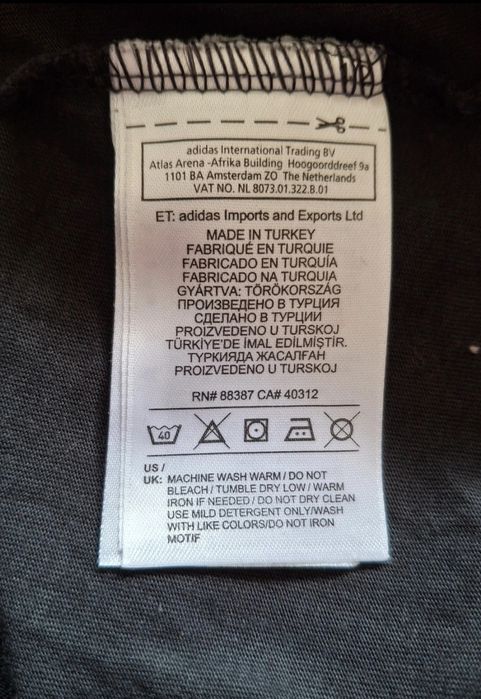 adidas International Trading BV
Atlas Arena -Afrika Building Hoogoorddreef 9a
1101 BA Amsterdam ZO The Netherlands
VAT NO. NL 8073.01.322.B.01
ET: adidas Imports and Exports Ltd
MADE IN TURKEY
FABRIQUÉ EN TURQUIE
FABRICADO EN TURQUÍA
FABRICADO NA TURQUIA
GYÁRTVA: TÖRÖKORSZÁG
ПРОИЗВЕДЕНО В ТУРЦИЯ
СДЕЛАНО В ТУРЦИИ
PROIZVEDENO U TURSKOJ
TÜRKİYE'DE İMAL EDİLMİŞTİR.
ТУРКИЯДА ЖАСАЛҒАН
PROIZVEDENO U TURSKOJ
RN# 88387 CA# 40312
40
US /
UK: MACHINE WASH WARM / DO NOT
BLEACH / TUMBLE DRY LOW / WARM
IRON IF NEEDED / DO NOT DRY CLEAN
USE MILD DETERGENT ONLY/WASH
WITH LIKE COLORS/DO NOT IRON
MOTIF